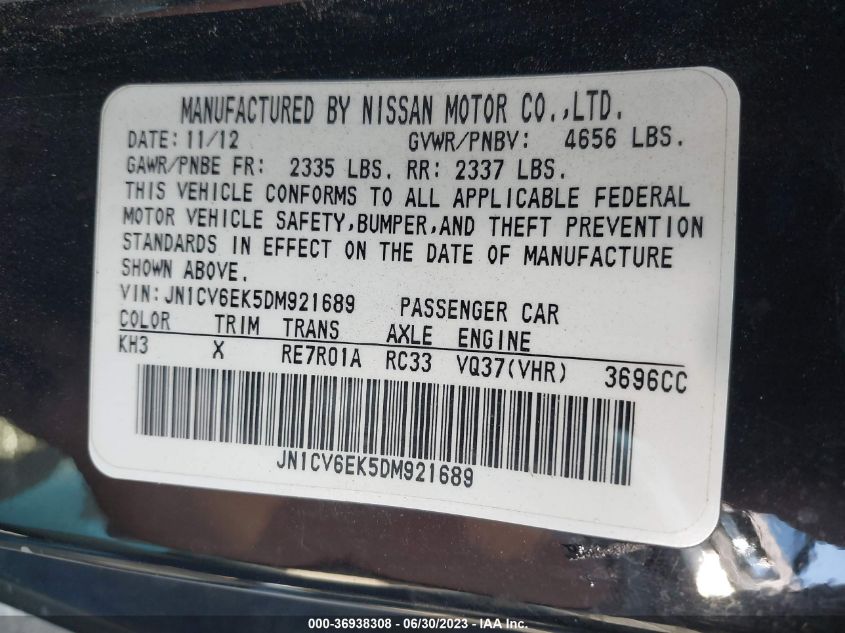 MANUFACTURED BY NISSAN MOTOR CO.,LTD.
DATE: 11/12 GVWR/PNBV: 4656 LBS.
GAWR/PNBE FR: 2335 LBS. RR: 2337 LBS.
THIS VEHICLE CONFORMS TO ALL APPLICABLE FEDERAL
MOTOR VEHICLE SAFETY,BUMPER,AND THEFT PREVENTION
STANDARDS IN EFFECT ON THE DATE OF MANUFACTURE
SHOWN ABOVE.
VIN: JN1CV6EK5DM921689 PASSENGER CAR
COLOR TRIM TRANS AXLE ENGINE
KH3 X RE7R01A RC33 VQ37(VHR) 3696CC
JN1CV6EK5DM921689
000-36938308 - 06/30/2023 - IAA Inc.